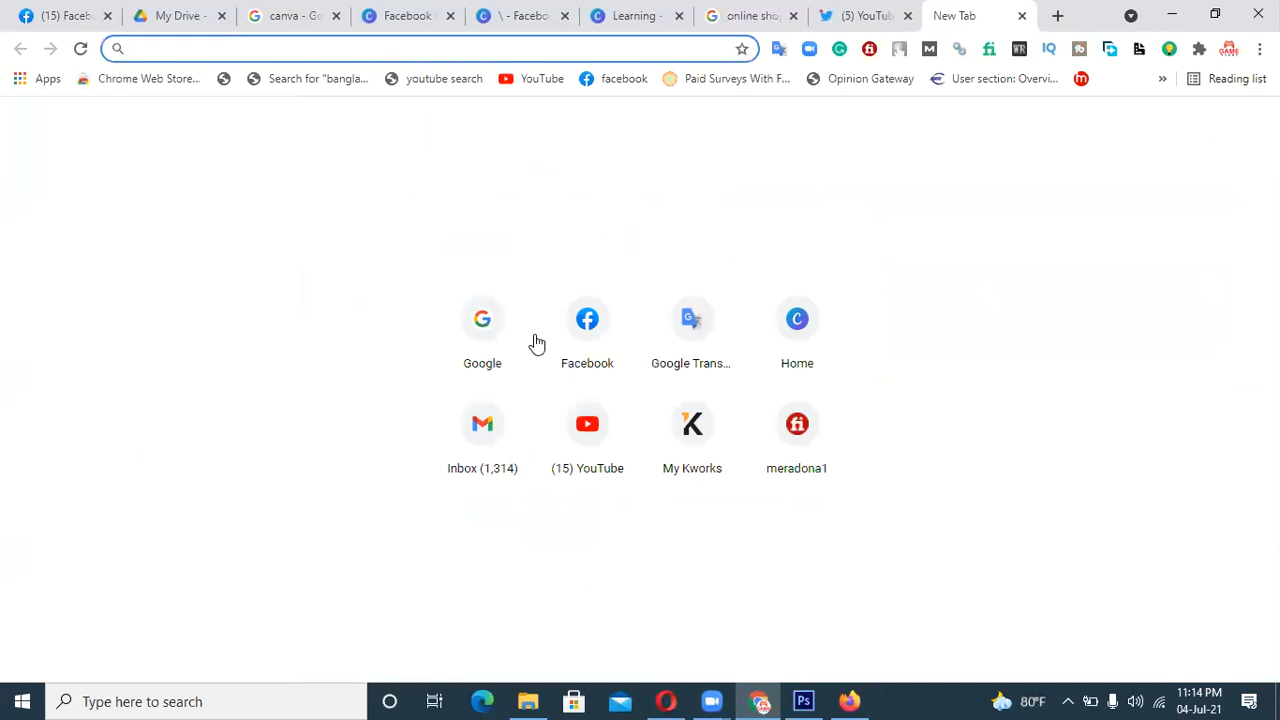 (15) Faceb
My Drive -
canva - Go
Facebook
\ - Facebo
Learning -
online shop
(5) YouTub
New Tab
Apps
Chrome Web Store...
Search for "bangla...
youtube search
YouTube
facebook
Paid Surveys With F...
Opinion Gateway
User section: Overvi...
»
Reading list
Google
Facebook
Google Trans...
Home
Inbox (1,314)
(15) YouTube
My Kworks
meradona1
Type here to search
80°F
11:14 PM
04-Jul-21